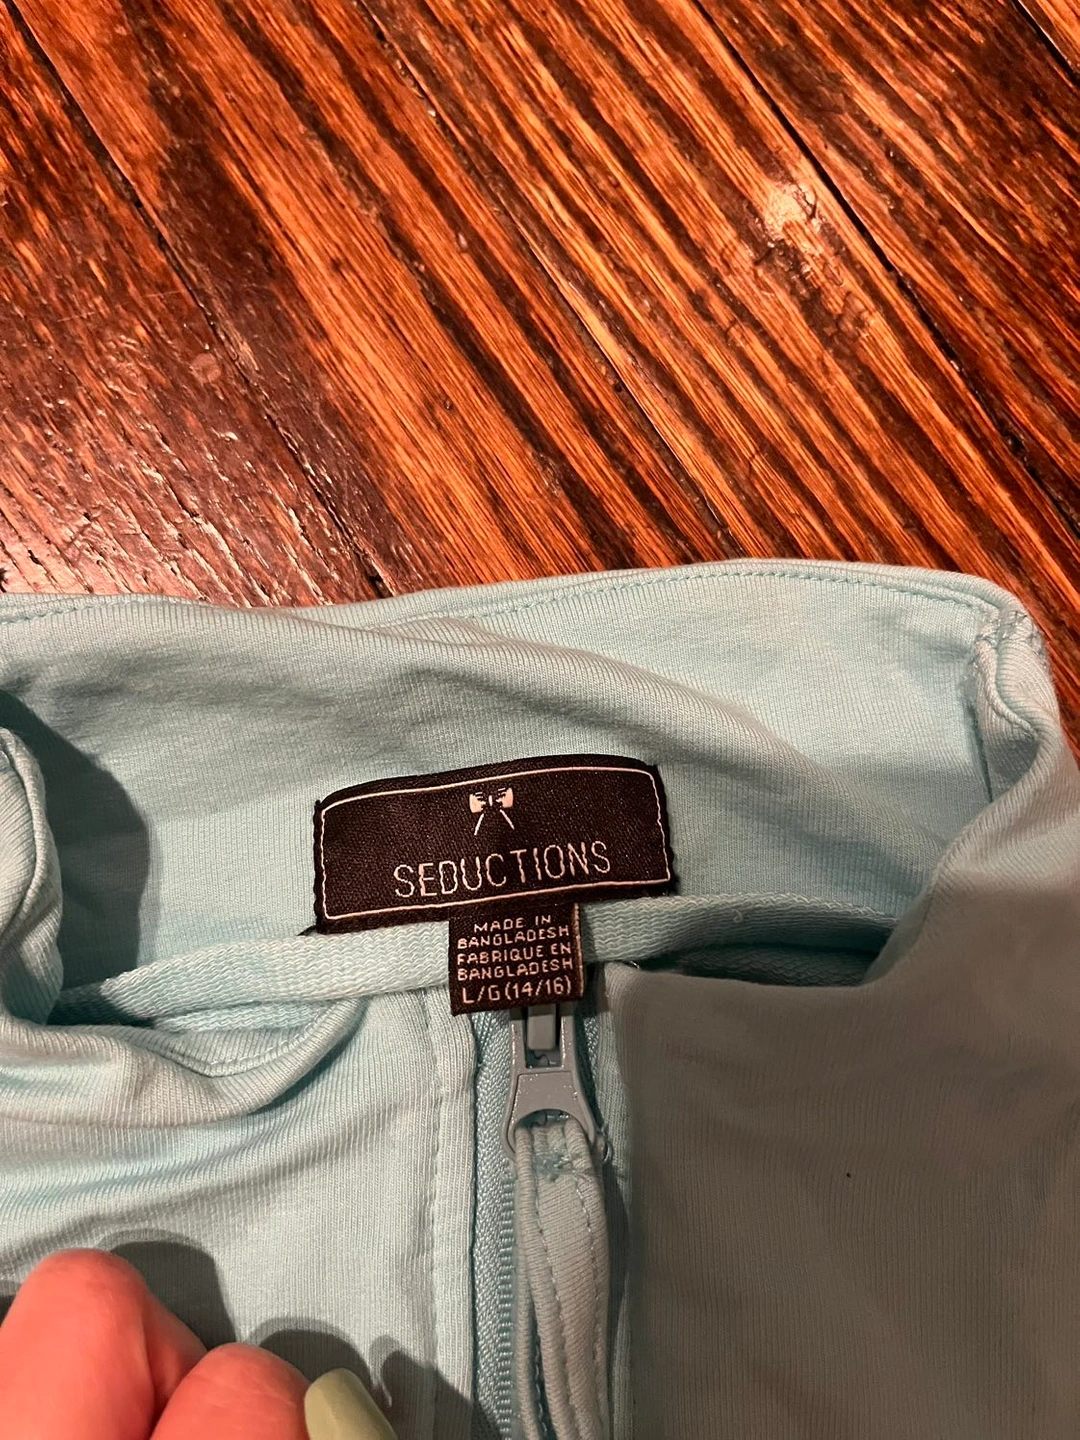 SEDUCTIONS
MADE IN
BANGLADESH
FABRIQUE EN
BANGLADESH
L/G (14/16)